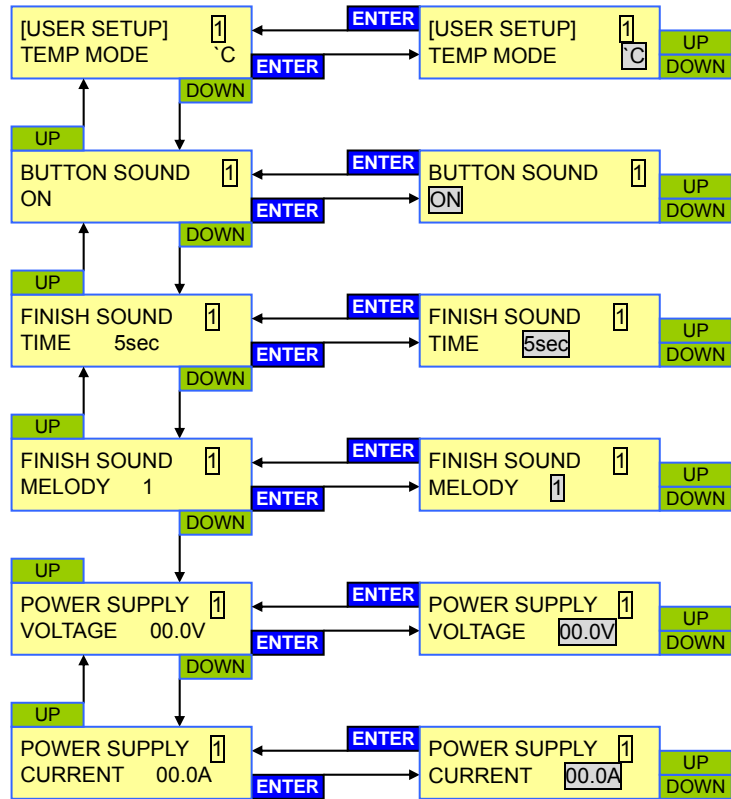 [USER SETUP] 1
TEMP MODE `C
ENTER
ENTER
[USER SETUP] 1
TEMP MODE `C
UP
DOWN
DOWN
UP
BUTTON SOUND 1
ON
ENTER
ENTER
BUTTON SOUND 1
ON
UP
DOWN
DOWN
UP
FINISH SOUND 1
TIME 5sec
ENTER
ENTER
FINISH SOUND 1
TIME 5sec
UP
DOWN
DOWN
UP
FINISH SOUND 1
MELODY 1
ENTER
ENTER
FINISH SOUND 1
MELODY 1
UP
DOWN
DOWN
UP
POWER SUPPLY 1
VOLTAGE 00.0V
ENTER
ENTER
POWER SUPPLY 1
VOLTAGE 00.0V
UP
DOWN
DOWN
UP
POWER SUPPLY 1
CURRENT 00.0A
ENTER
ENTER
POWER SUPPLY 1
CURRENT 00.0A
UP
DOWN